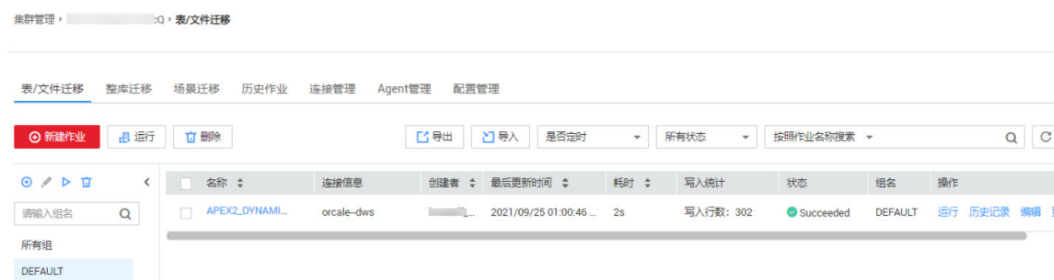 集群管理 › Q › 表/文件迁移
表/文件迁移 整库迁移 场景迁移 历史作业 连接管理 Agent管理 配置管理
新建作业 运行 删除 导出 导入 是否定时 所有状态 按照作业名称搜索
名称 连接信息 创建者 最后更新时间 耗时 写入统计 状态 组名 操作
请输入组名 APEX2_DYNAMI... orcale--dws ... 2021/09/25 01:00:46 ... 2s 写入行数: 302 Succeeded DEFAULT 运行 历史记录 编辑
所有组
DEFAULT